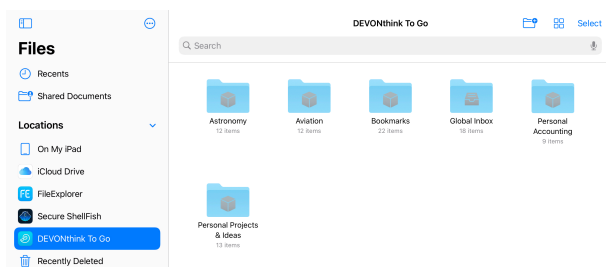 DEVONthink To Go
Select
Files
Search
Recents
Shared Documents
Locations
On My iPad
iCloud Drive
FE
FileExplorer
Secure ShellFish
DEVONthink To Go
Recently Deleted
Astronomy
12 items
Aviation
12 items
Bookmarks
22 items
Global Inbox
18 items
Personal
Accounting
9 items
Personal Projects
& Ideas
13 items